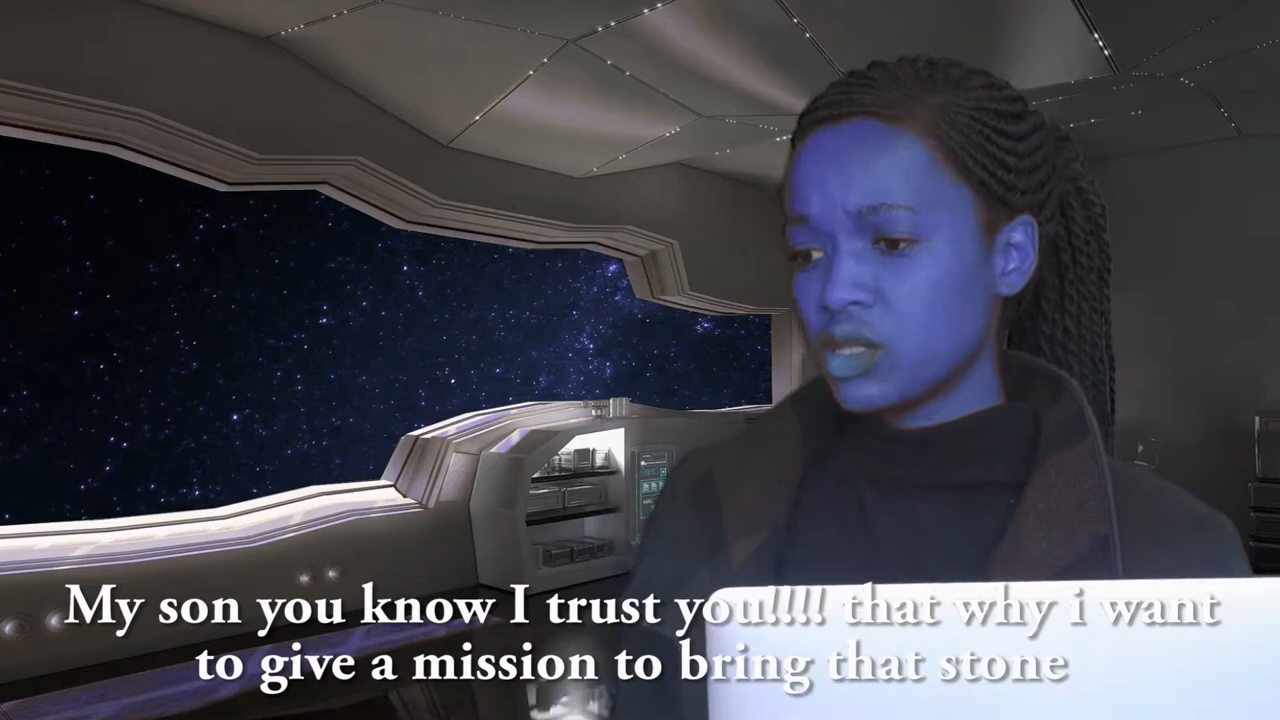 My son you know I trust you!!!! that why i want
to give a mission to bring that stone